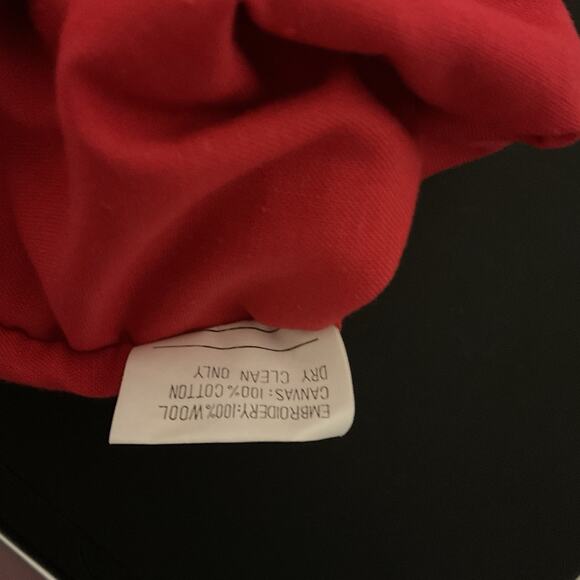 EMBROIDERY:100%WOOL
CANVAS:100%COTTON
DRY CLEAN ONLY